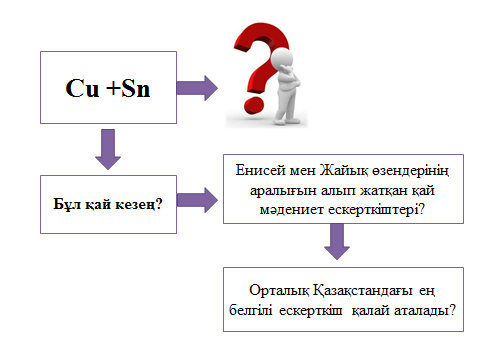 Cu +Sn
Бұл қай кезең?
Енисей мен Жайық өзендерінің
аралығын алып жатқан қай
мәдениет ескерткіштері?
Орталық Қазақстандағы ең
белгілі ескерткіш қалай аталады?